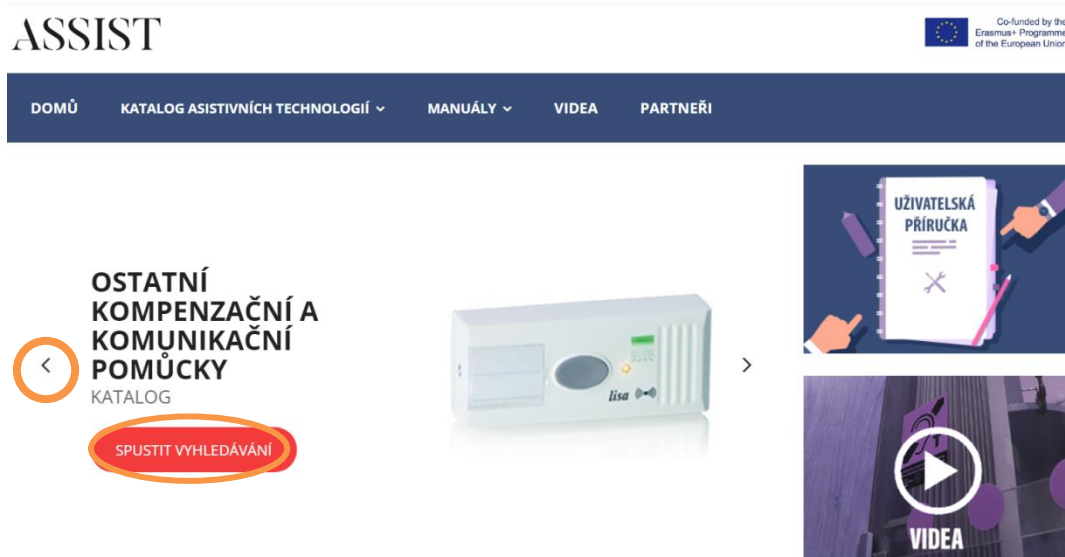 ASSIST
Co-funded by the
Erasmus+ Programme
of the European Union
DOMŮ KATALOG ASISTIVNÍCH TECHNOLOGIÍ MANUÁLY VIDEA PARTNEŘI
UŽIVATELSKÁ
PŘÍRUČKA
OSTATNÍ
KOMPENZAČNÍ A
KOMUNIKAČNÍ
POMŮCKY
KATALOG
SPUSTIT VYHLEDÁVÁNÍ
lisa
VIDEA